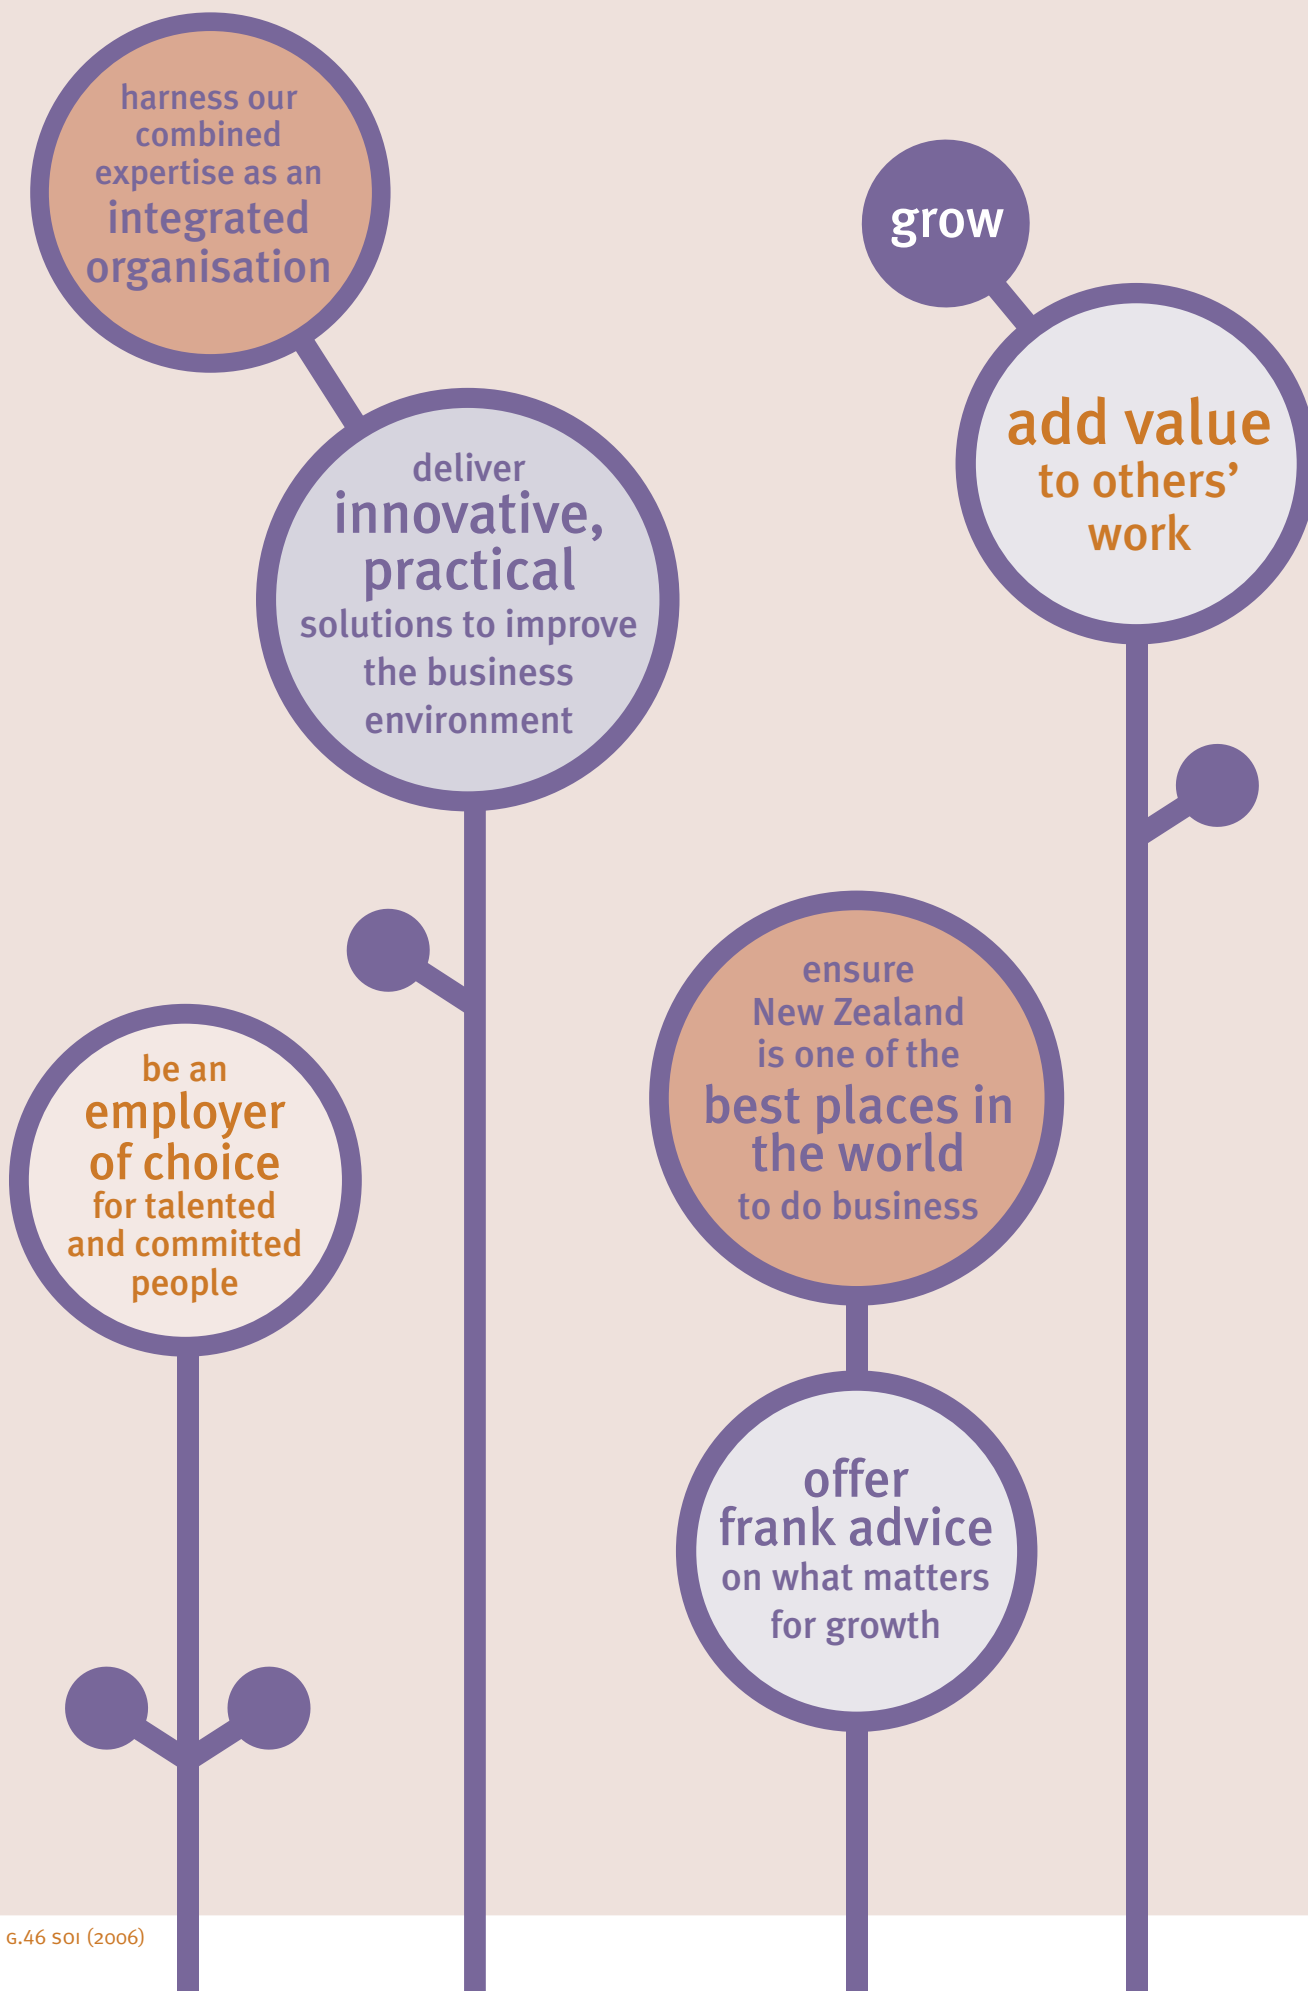 harness our
combined
expertise as an
integrated
organisation
grow
add value
to others’
work
deliver
innovative,
practical
solutions to improve
the business
environment
ensure
New Zealand
is one of the
best places in
the world
to do business
be an
employer
of choice
for talented
and committed
people
offer
frank advice
on what matters
for growth
G.46 SOI (2006)